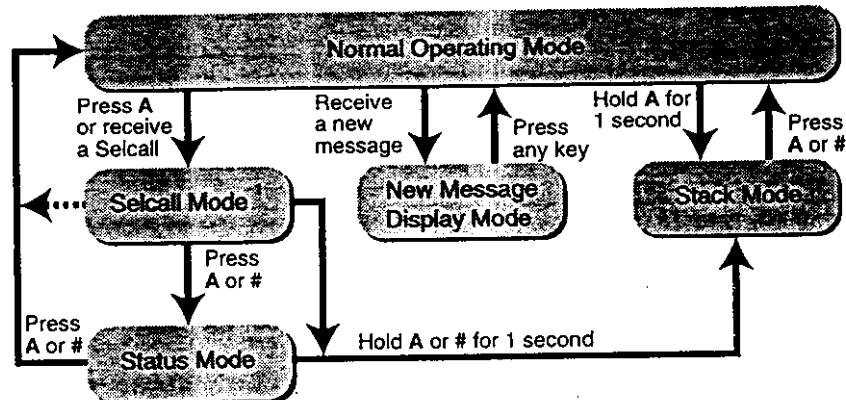 Normal Operating Mode
Press A
or receive
a Selcall
Receive
a new
message
Press
any key
Hold A for
1 second
Press
A or #
Selcall Mode
New Message
Display Mode
Stack Mode
Press
A or #
Press
A or #
Status Mode
Hold A or # for 1 second